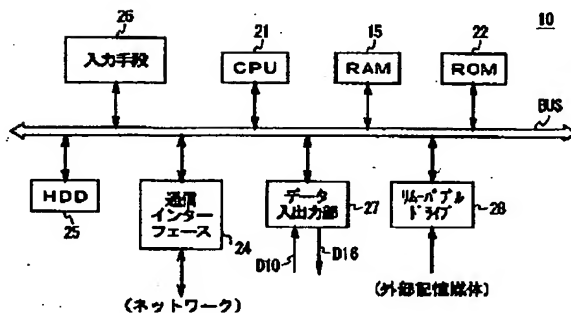 26
入力手段
21
CPU
15
RAM
22
ROM
10
BUS
HDD
25
通信
インター
フェース
24
データ
入出力部
27
D10
D16
リムーバブル
ドライブ
28
(ネットワーク)
(外部記憶媒体)